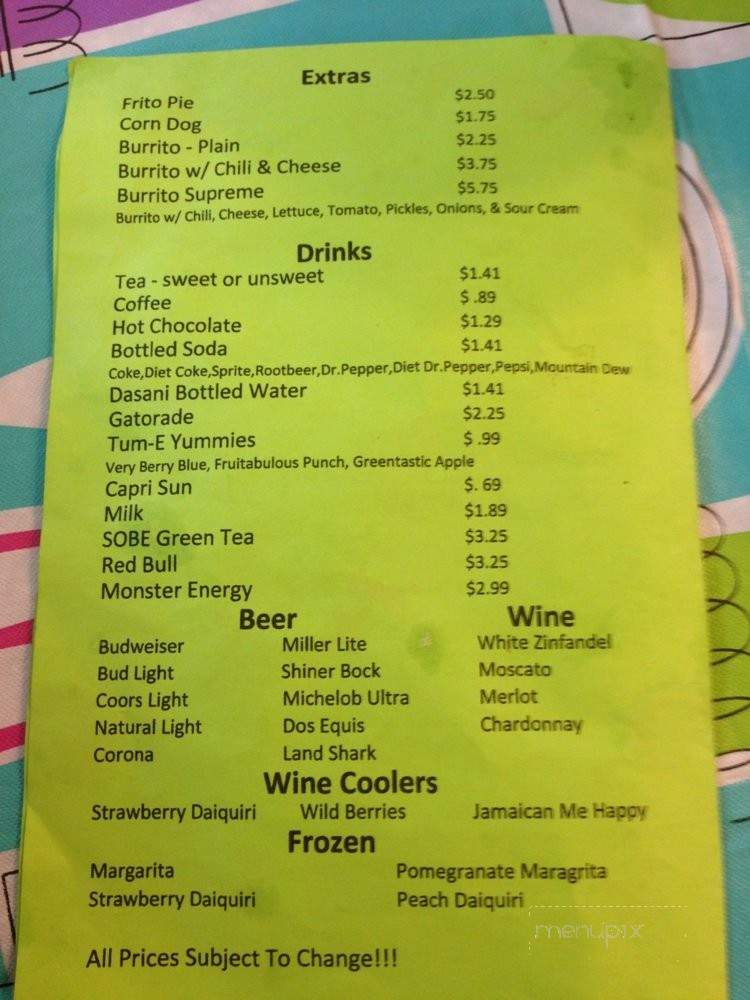 Extras
Frito Pie $2.50
Corn Dog $1.75
Burrito - Plain $2.25
Burrito w/ Chili & Cheese $3.75
Burrito Supreme $5.75
Burrito w/ Chili, Cheese, Lettuce, Tomato, Pickles, Onions, & Sour Cream
Drinks
Tea - sweet or unsweet $1.41
Coffee $ .89
Hot Chocolate $1.29
Bottled Soda $1.41
Coke,Diet Coke,Sprite,Rootbeer,Dr.Pepper,Diet Dr.Pepper,Pepsi,Mountain Dew
Dasani Bottled Water $1.41
Gatorade $2.25
Tum-E Yummies $ .99
Very Berry Blue, Fruitabulous Punch, Greentastic Apple
Capri Sun $. 69
Milk $1.89
SOBE Green Tea $3.25
Red Bull $3.25
Monster Energy $2.99
Beer Wine
Budweiser Miller Lite White Zinfandel
Bud Light Shiner Bock Moscato
Coors Light Michelob Ultra Merlot
Natural Light Dos Equis Chardonnay
Corona Land Shark
Wine Coolers
Strawberry Daiquiri Wild Berries Jamaican Me Happy
Frozen
Margarita Pomegranate Maragrita
Strawberry Daiquiri Peach Daiquiri
menupix
All Prices Subject To Change!!!